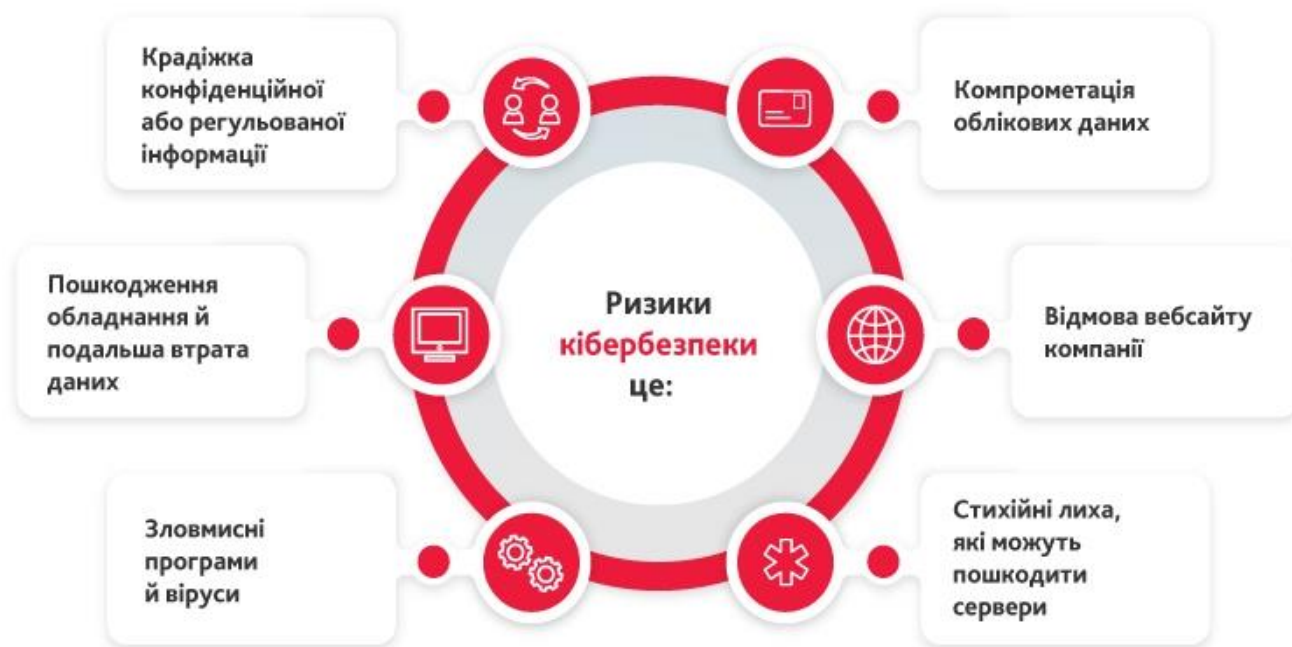 Крадіжка
конфіденційної
або регульованої
інформації
Компрометація
облікових даних
Пошкодження
обладнання й
подальша втрата
даних
Ризики
кібербезпеки
це:
Відмова вебсайту
компанії
Зловмисні
програми
й віруси
Стихійні лиха,
які можуть
пошкодити
сервери